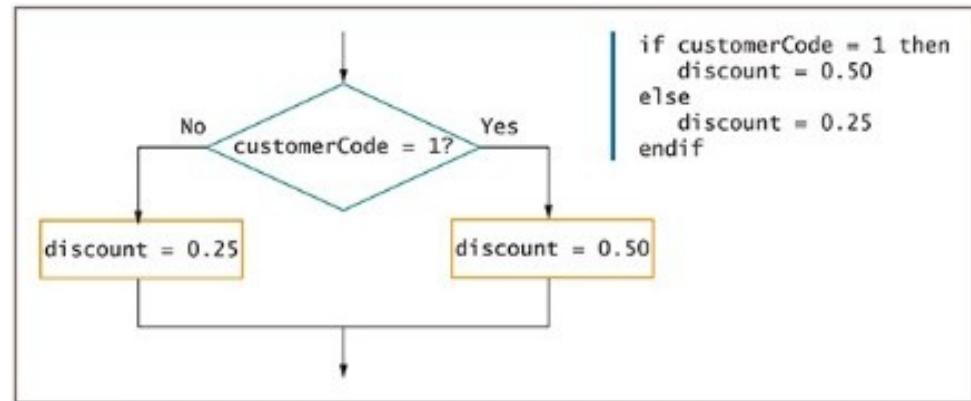 if customerCode = 1 then
discount = 0.50
else
discount = 0.25
endif
No
Yes
customerCode = 1?
discount = 0.25
discount = 0.50